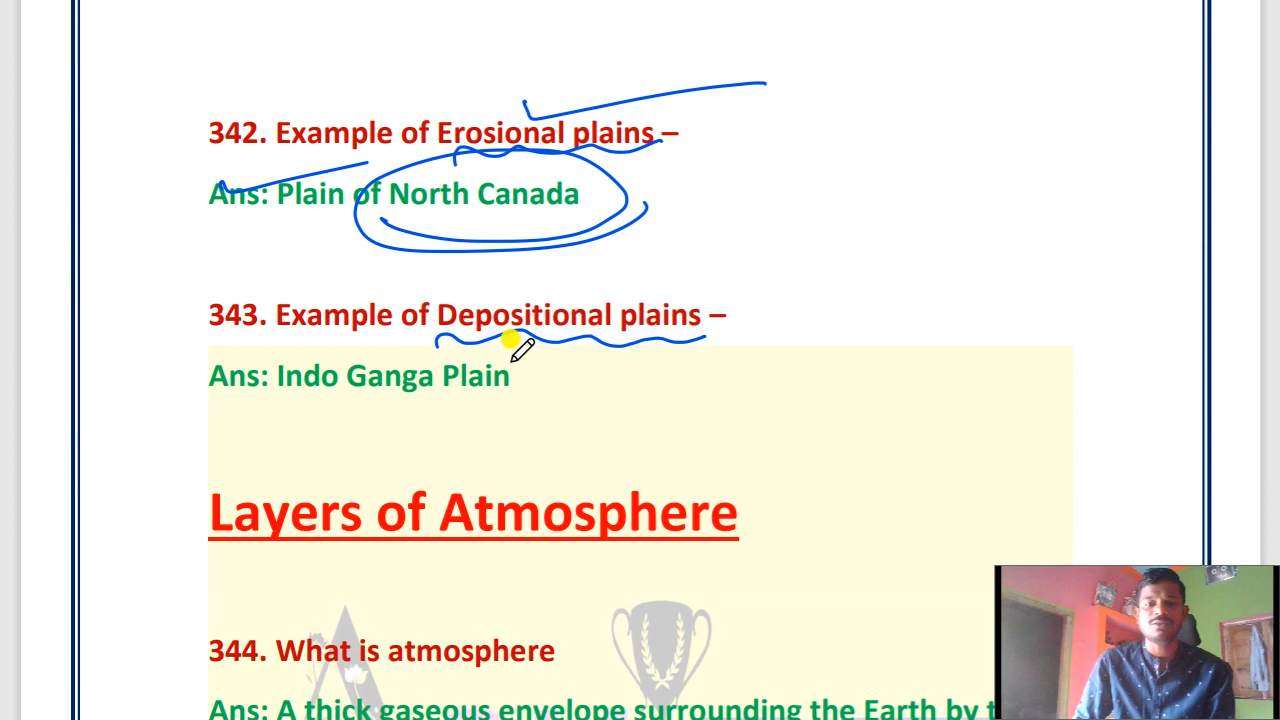 342. Example of Erosional plains –
Ans: Plain of North Canada
343. Example of Depositional plains –
Ans: Indo Ganga Plain
Layers of Atmosphere
344. What is atmosphere
Ans: A thick gaseous envelope surrounding the Earth by